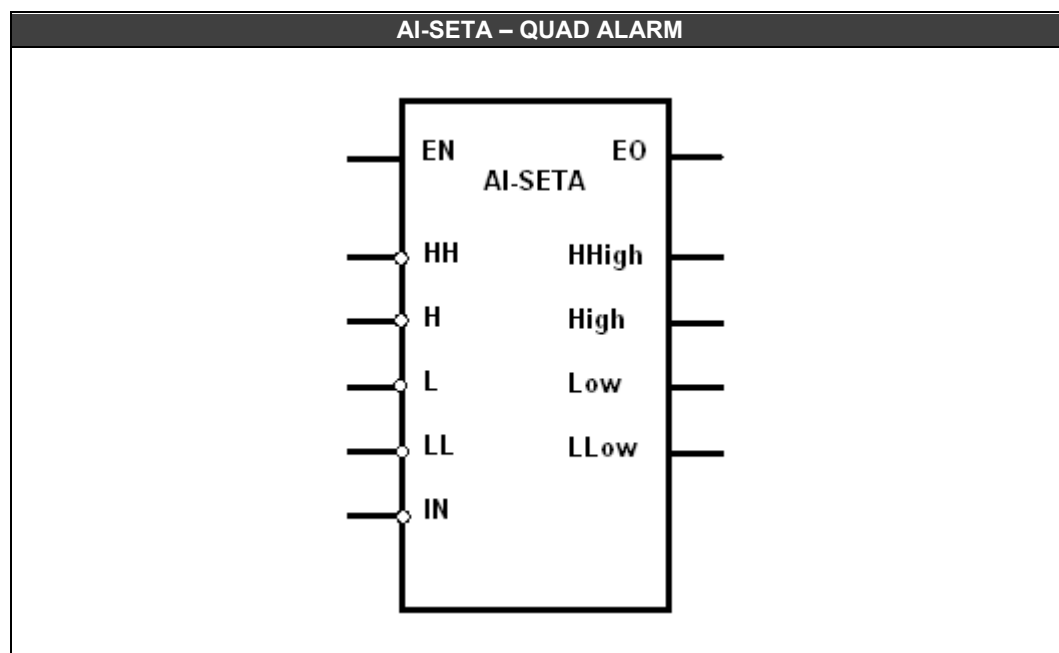 AI-SETA – QUAD ALARM
EN EO
AI-SETA
HH HHigh
H High
L Low
LL LLow
IN